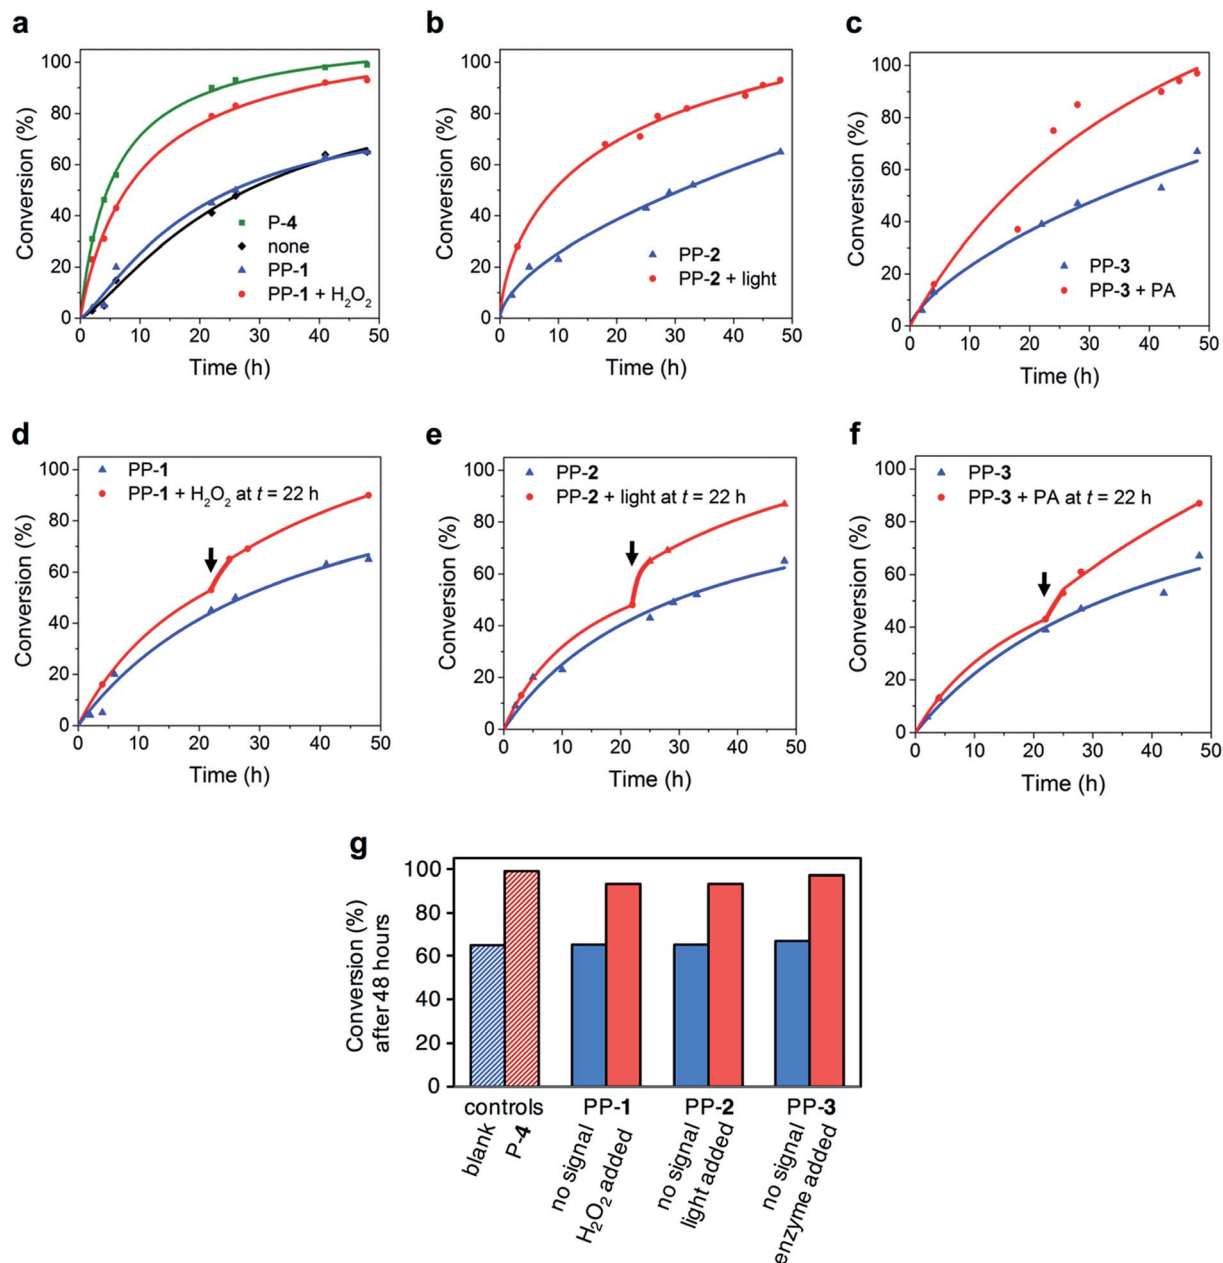 a
100
80
60
40
20
0
Conversion (%)
P-4
none
PP-1
PP-1 + H₂O₂
0 10 20 30 40 50
Time (h)
b
100
80
60
40
20
0
Conversion (%)
PP-2
PP-2 + light
0 10 20 30 40 50
Time (h)
c
100
80
60
40
20
0
Conversion (%)
PP-3
PP-3 + PA
0 10 20 30 40 50
Time (h)
d
100
80
60
40
20
0
Conversion (%)
PP-1
PP-1 + H₂O₂ at t = 22 h
0 10 20 30 40 50
Time (h)
e
100
80
60
40
20
0
Conversion (%)
PP-2
PP-2 + light at t = 22 h
0 10 20 30 40 50
Time (h)
f
100
80
60
40
20
0
Conversion (%)
PP-3
PP-3 + PA at t = 22 h
0 10 20 30 40 50
Time (h)
g
100
80
60
40
20
0
Conversion (%)
after 48 hours
controls PP-1 PP-2 PP-3
blank
P-4
no signal
H₂O₂ added
no signal
light added
no signal
enzyme added